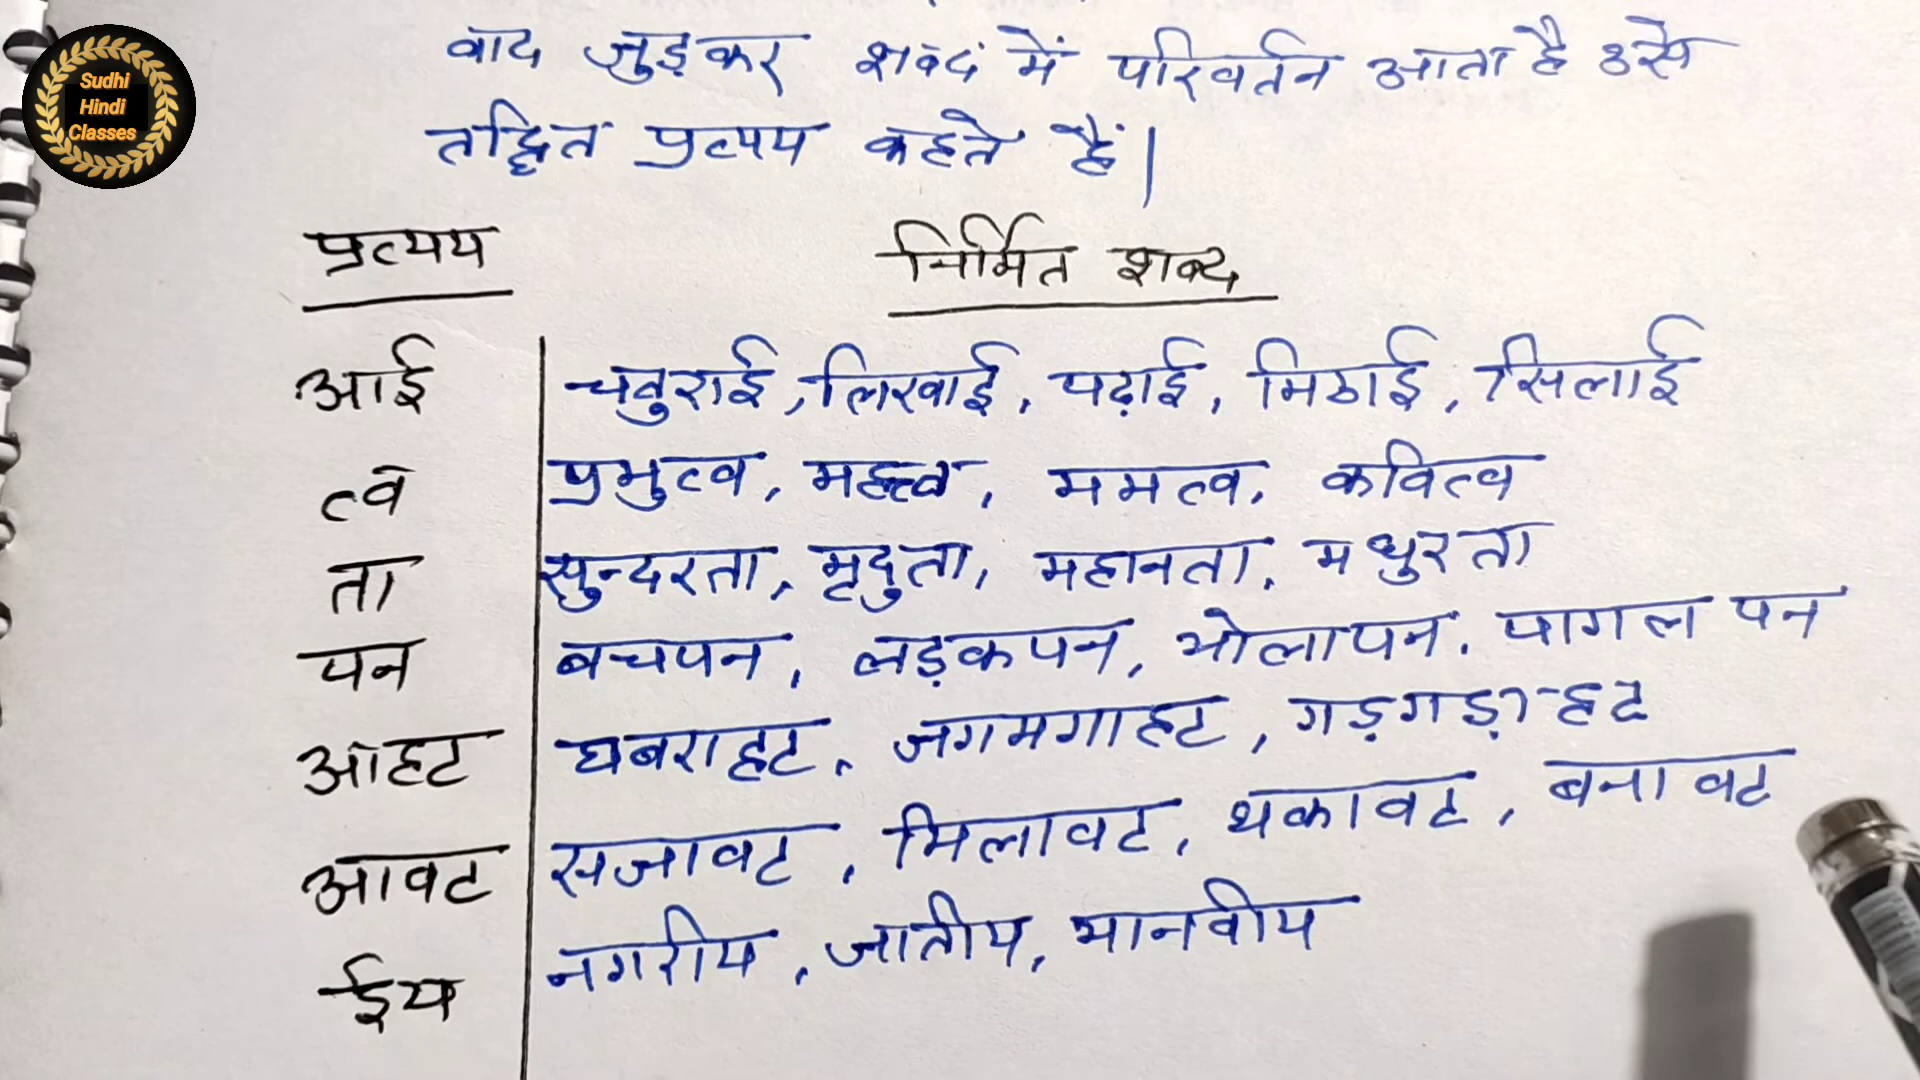 Sudhi
Hindi
Classes
वाद जुड़कर शब्द में परिवर्तन आता है उसे
तद्धित प्रत्यय कहते हैं|
प्रत्यय निर्मित शब्द
आई चतुराई, लिखाई, पढ़ाई, मिठाई, सिलाई
त्व प्रभुत्व, महत्त्व, ममत्व, कवित्व
ता सुन्दरता, मृदुता, महानता, मधुरता
पन बचपन, लड़कपन, भोलापन, पागलपन
आहट घबराहट, जगमगाहट, गड़गड़ाहट
आवट सजावट, मिलावट, थकावट, बनावट
ईय नगरीय, जातीय, मानवीय